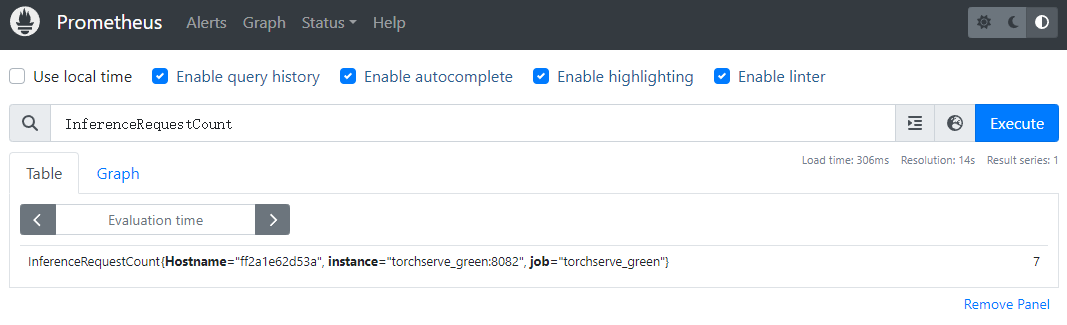 Prometheus Alerts Graph Status Help
Use local time Enable query history Enable autocomplete Enable highlighting Enable linter
InferenceRequestCount Execute
Load time: 306ms Resolution: 14s Result series: 1
Table Graph
Evaluation time
InferenceRequestCount{Hostname="ff2a1e62d53a", instance="torchserve_green:8082", job="torchserve_green"} 7
Remove Panel